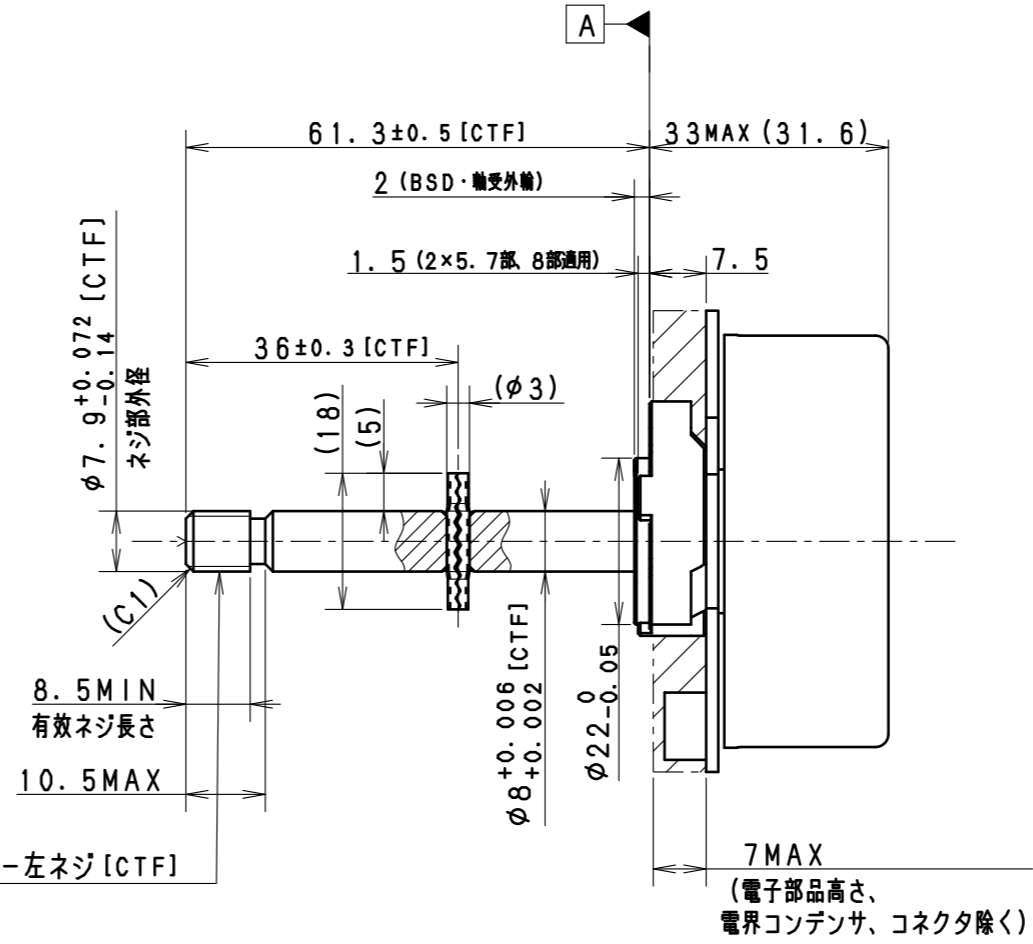 A
61.3±0.5[CTF]
33MAX(31.6)
2(BSD・軸受外輪)
1.5(2×5.7部、8部適用)
7.5
φ7.9+0.072-0.14[CTF]
ネジ部外径
36±0.3[CTF]
(φ3)
(18)
(5)
(C1)
8.5MIN
有効ネジ長さ
10.5MAX
-左ネジ[CTF]
φ8+0.006+0.002[CTF]
φ22 0-0.05
7MAX
(電子部品高さ、
電界コンデンサ、コネクタ除く)